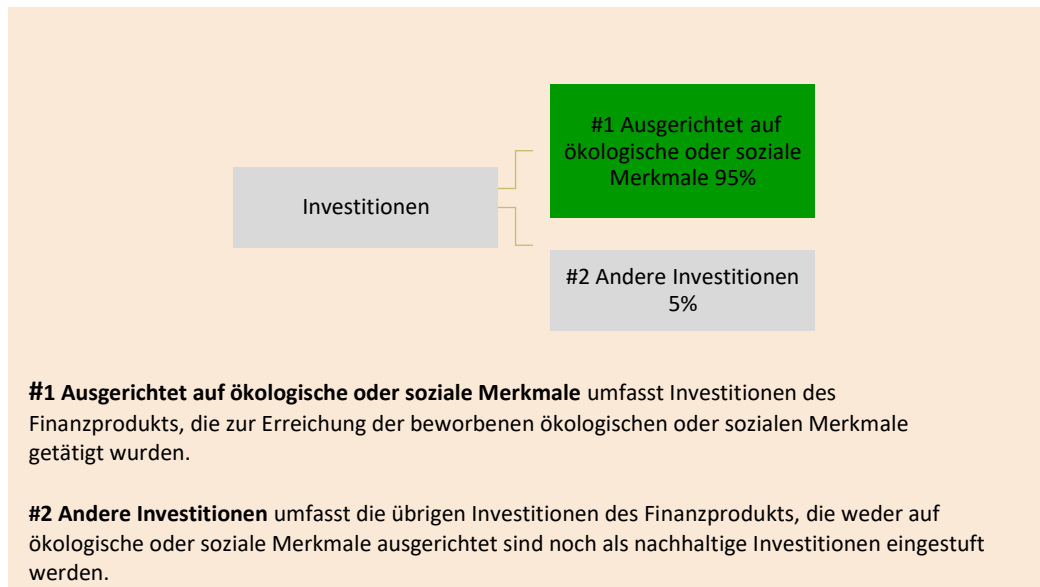 #1 Ausgerichtet auf
ökologische oder soziale
Merkmale 95%
Investitionen
#2 Andere Investitionen
5%
#1 Ausgerichtet auf ökologische oder soziale Merkmale umfasst Investitionen des
Finanzprodukts, die zur Erreichung der beworbenen ökologischen oder sozialen Merkmale
getätigt wurden.
#2 Andere Investitionen umfasst die übrigen Investitionen des Finanzprodukts, die weder auf
ökologische oder soziale Merkmale ausgerichtet sind noch als nachhaltige Investitionen eingestuft
werden.